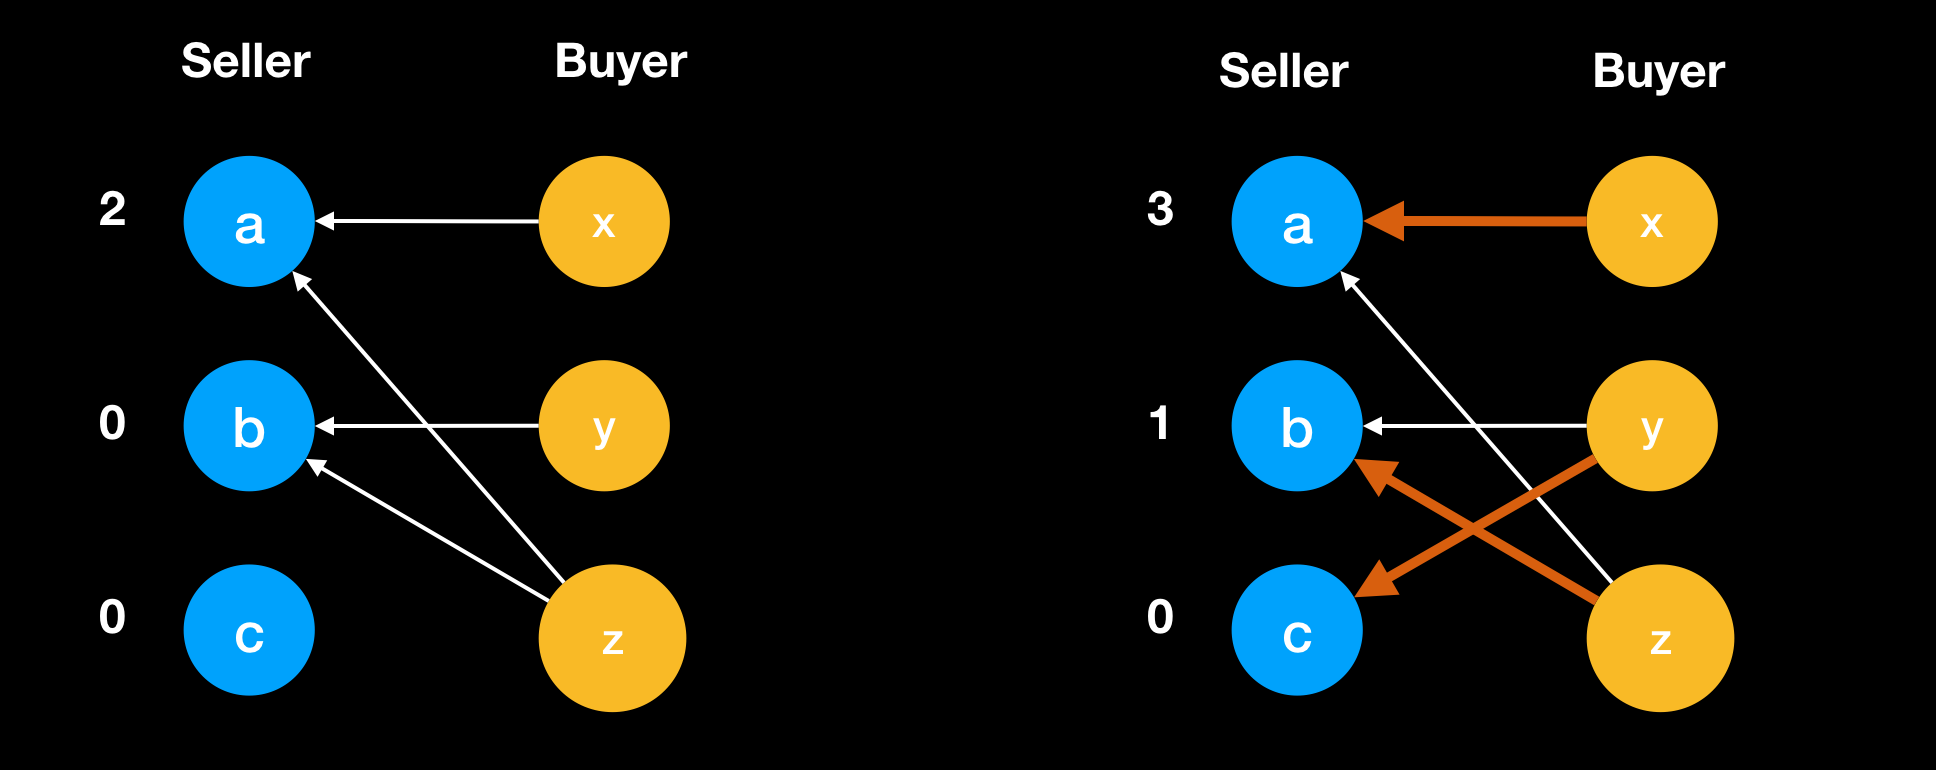 Seller Buyer
2 a x
0 b y
0 c z
Seller Buyer
3 a x
1 b y
0 c z